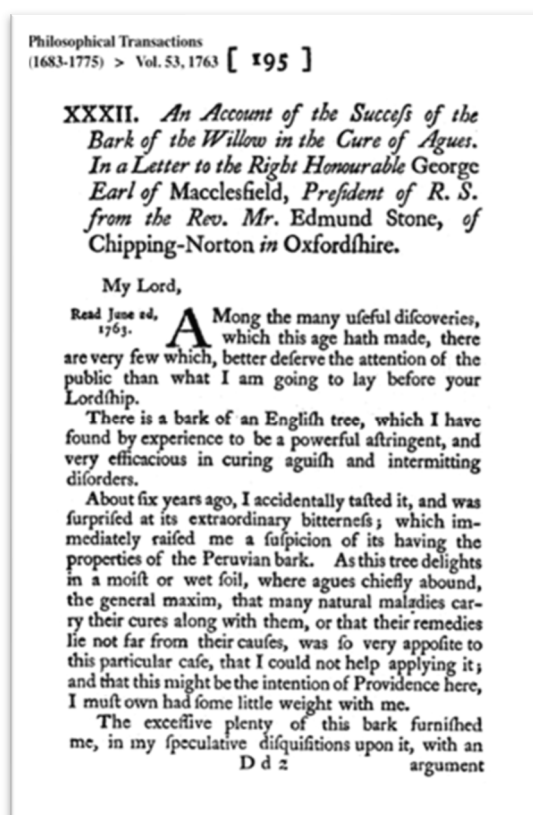 Philosophical Transactions
(1683-1775) > Vol. 53, 1763 [ 195 ]
XXXII. An Account of the Succeſs of the
Bark of the Willow in the Cure of Agues.
In a Letter to the Right Honourable George
Earl of Macclesfield, Preſident of R. S.
from the Rev. Mr. Edmund Stone, of
Chipping-Norton in Oxfordſhire.
My Lord,
Read June 2d,
1763.
AMong the many uſeful diſcoveries,
which this age hath made, there
are very few which, better deſerve the attention of the
public than what I am going to lay before your
Lordſhip.
There is a bark of an Engliſh tree, which I have
found by experience to be a powerful aſtringent, and
very efficacious in curing aguiſh and intermitting
diſorders.
About ſix years ago, I accidentally taſted it, and was
ſurpriſed at its extraordinary bitterneſs; which im-
mediately raiſed me a ſuſpicion of its having the
properties of the Peruvian bark. As this tree delights
in a moiſt or wet ſoil, where agues chiefly abound,
the general maxim, that many natural maladies car-
ry their cures along with them, or that their remedies
lie not far from their cauſes, was ſo very appoſite to
this particular caſe, that I could not help applying it;
and that this might be the intention of Providence here,
I muſt own had ſome little weight with me.
The exceſſive plenty of this bark furniſhed
me, in my ſpeculative diſquiſitions upon it, with an
D d 2 argument